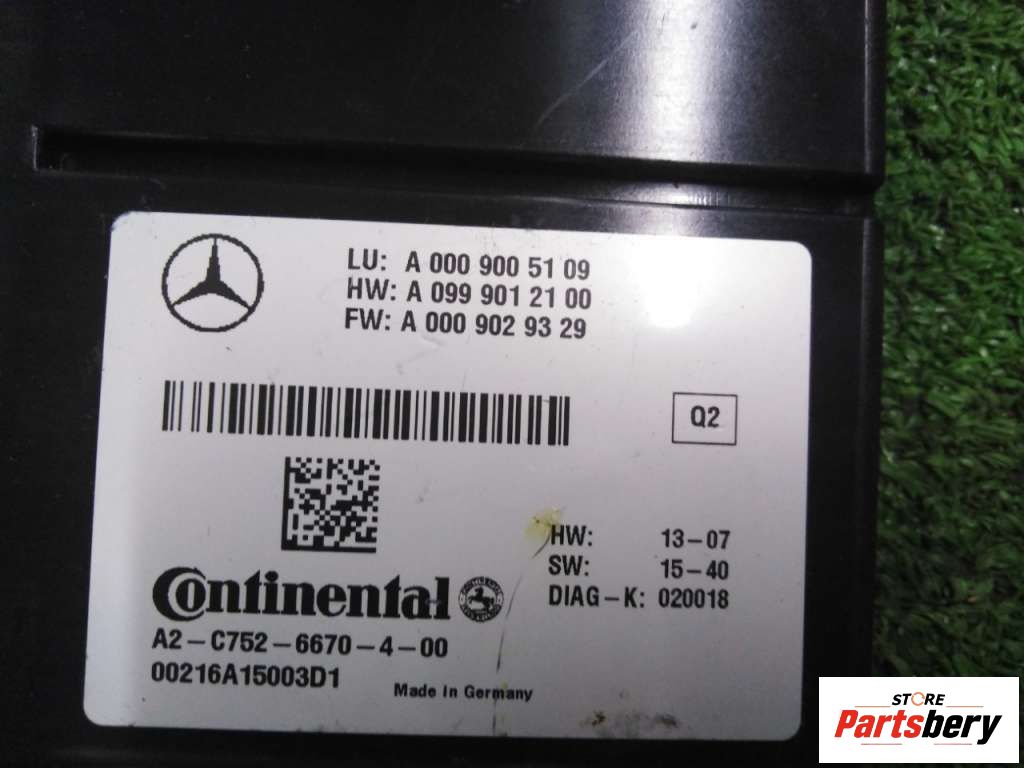 LU: A 000 900 51 09
HW: A 099 901 21 00
FW: A 000 902 93 29
Q2
HW: 13-07
SW: 15-40
DIAG-K: 020018
Continental
A2-C752-6670-4-00
00216A15003D1
Made in Germany
STORE
Partsbery